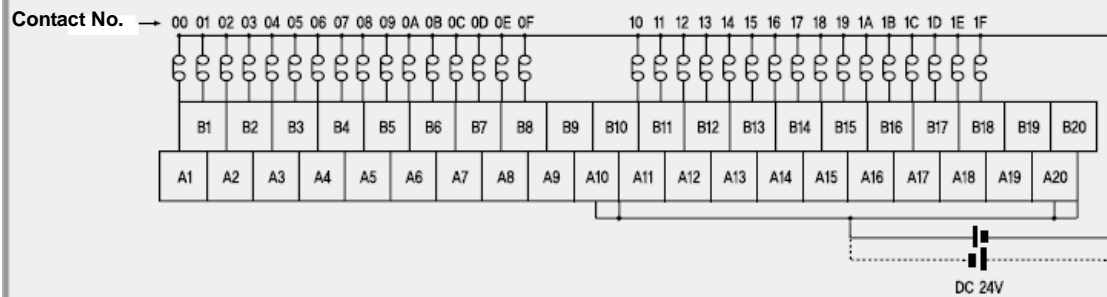 Contact No. → 00 01 02 03 04 05 06 07 08 09 0A 0B 0C 0D 0E 0F 10 11 12 13 14 15 16 17 18 19 1A 1B 1C 1D 1E 1F
B1 B2 B3 B4 B5 B6 B7 B8 B9 B10 B11 B12 B13 B14 B15 B16 B17 B18 B19 B20
A1 A2 A3 A4 A5 A6 A7 A8 A9 A10 A11 A12 A13 A14 A15 A16 A17 A18 A19 A20
DC 24V